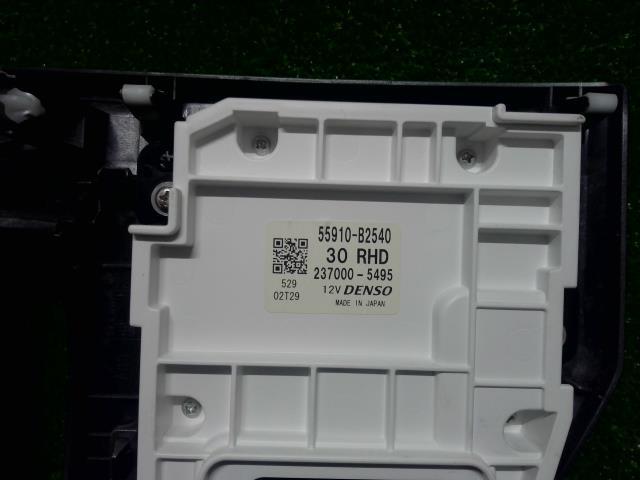 55910-B2540
30 RHD
237000-5495
529
12V DENSO
02T29
MADE IN JAPAN